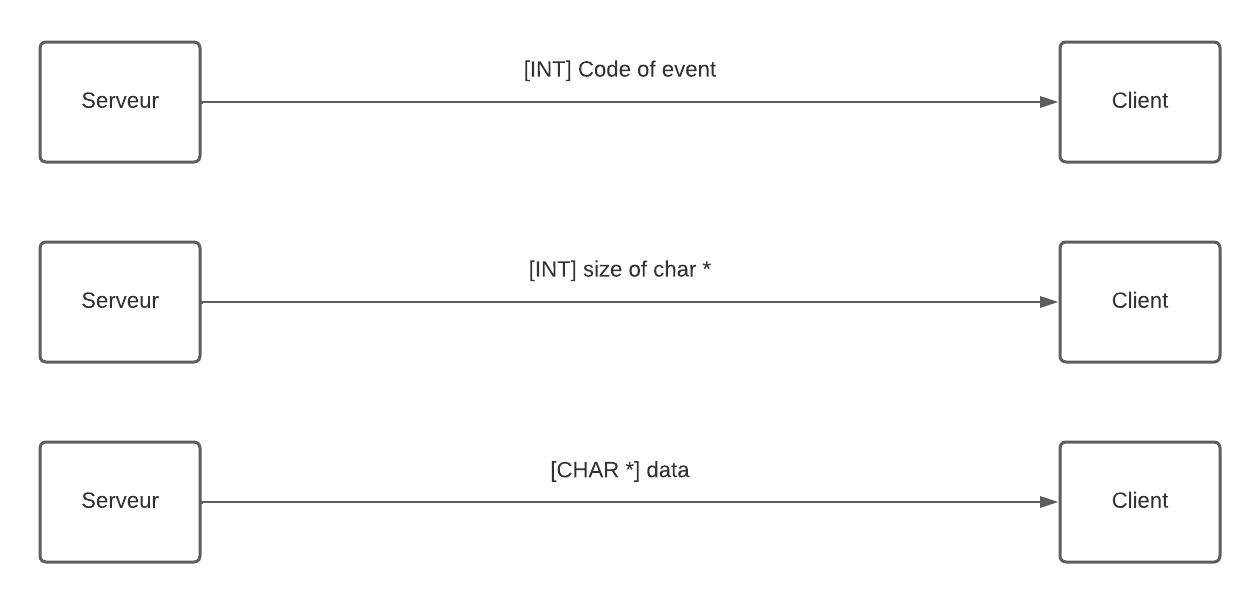 [INT] Code of event
Serveur
Client
[INT] size of char *
Serveur
Client
[CHAR *] data
Serveur
Client